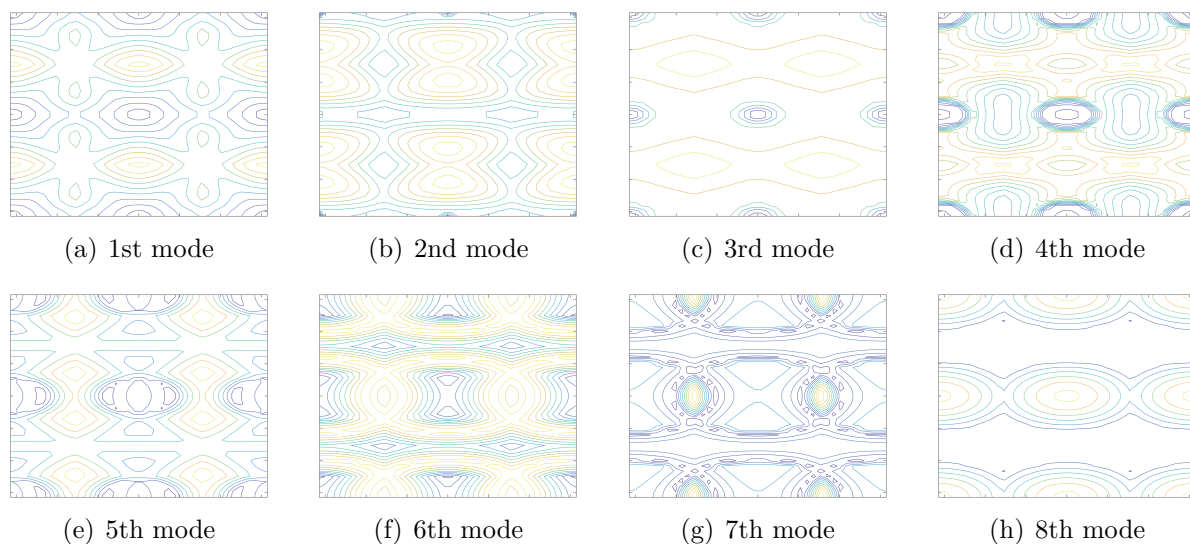 (a) 1st mode
(b) 2nd mode
(c) 3rd mode
(d) 4th mode
(e) 5th mode
(f) 6th mode
(g) 7th mode
(h) 8th mode